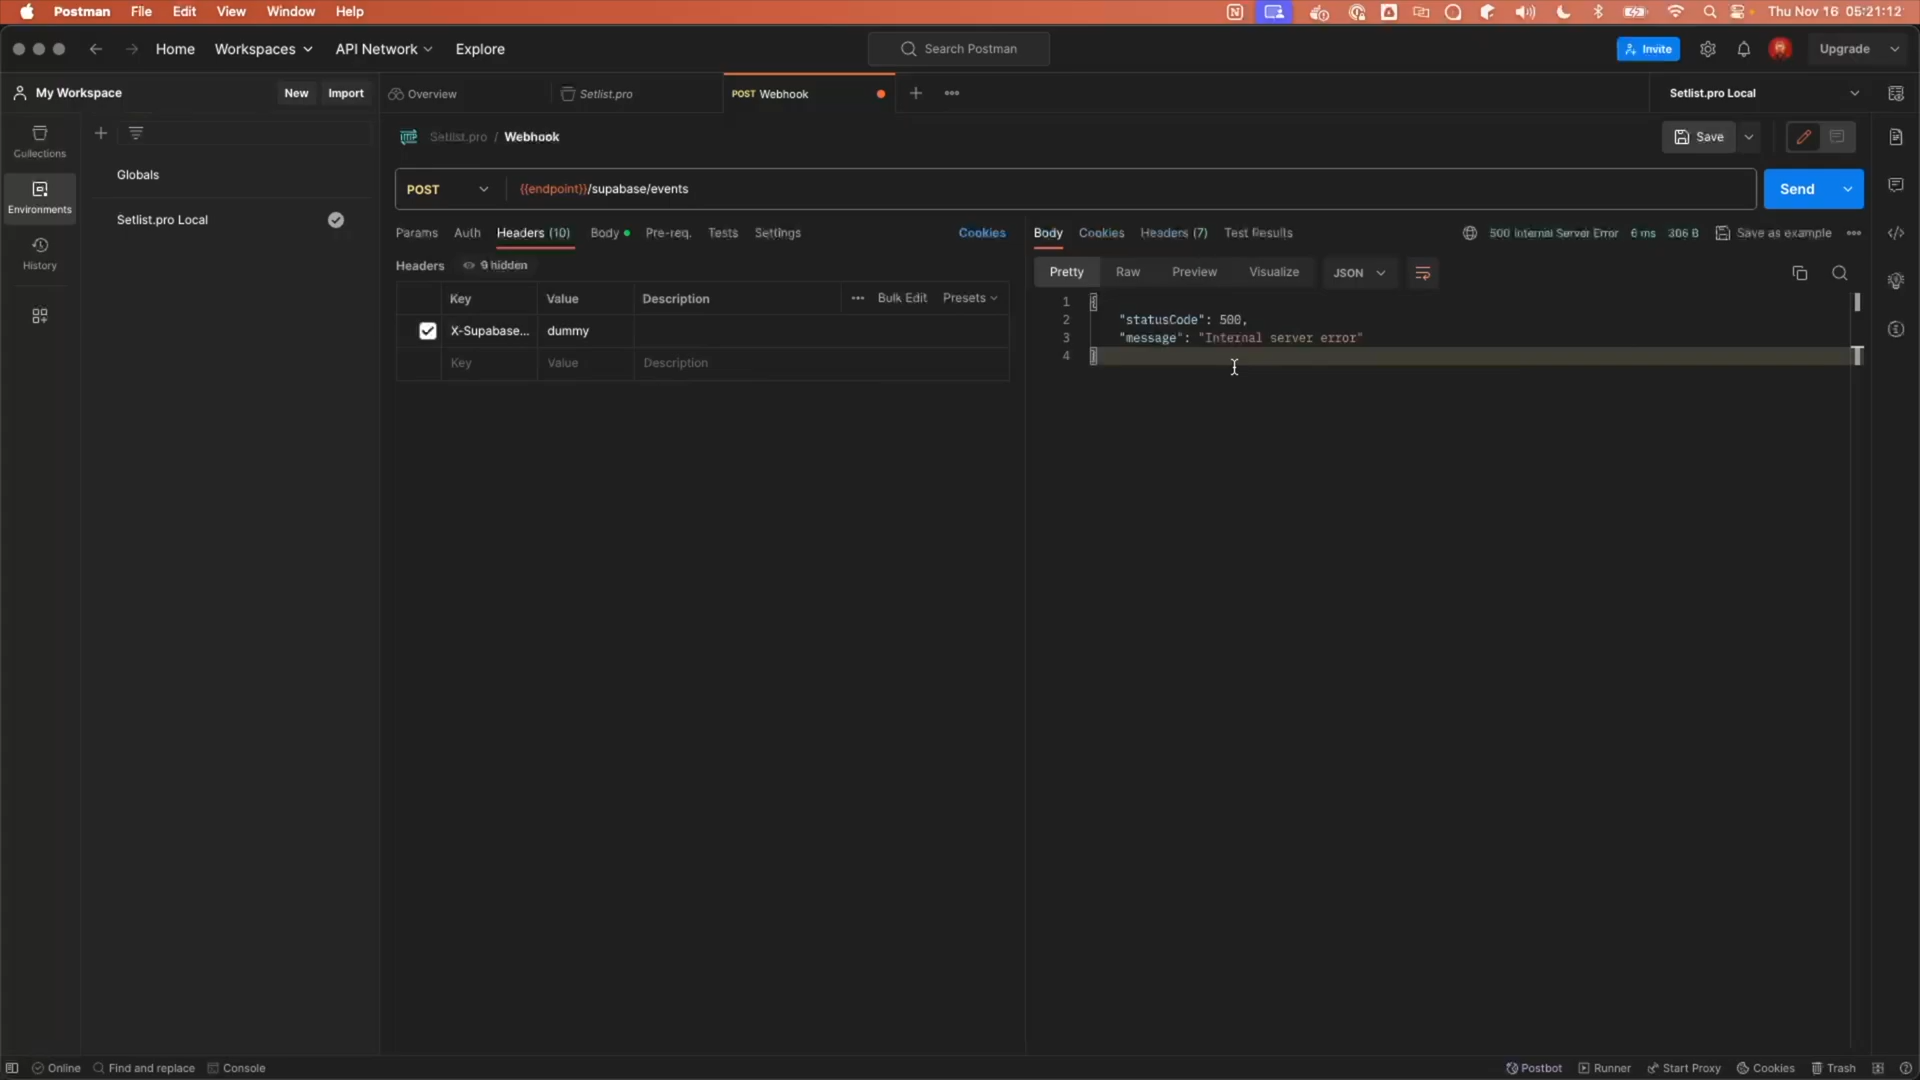 Postman File Edit View Window Help Thu Nov 16 05:21:12
Home Workspaces API Network Explore Search Postman Invite Upgrade
My Workspace New Import Overview Setlist.pro POST Webhook Setlist.pro Local
Collections
Environments
History
Globals
Setlist.pro Local
Setlist.pro / Webhook Save
POST {{endpoint}}/supabase/events Send
Params Auth Headers (10) Body Pre-req. Tests Settings Cookies
Headers 9 hidden
Key Value Description Bulk Edit Presets
X-Supabase... dummy
Key Value Description
Body Cookies Headers (7) Test Results 500 Internal Server Error 6 ms 306 B Save as example
Pretty Raw Preview Visualize JSON
1 {
2 "statusCode": 500,
3 "message": "Internal server error"
4 }
Online Find and replace Console Postbot Runner Start Proxy Cookies Trash